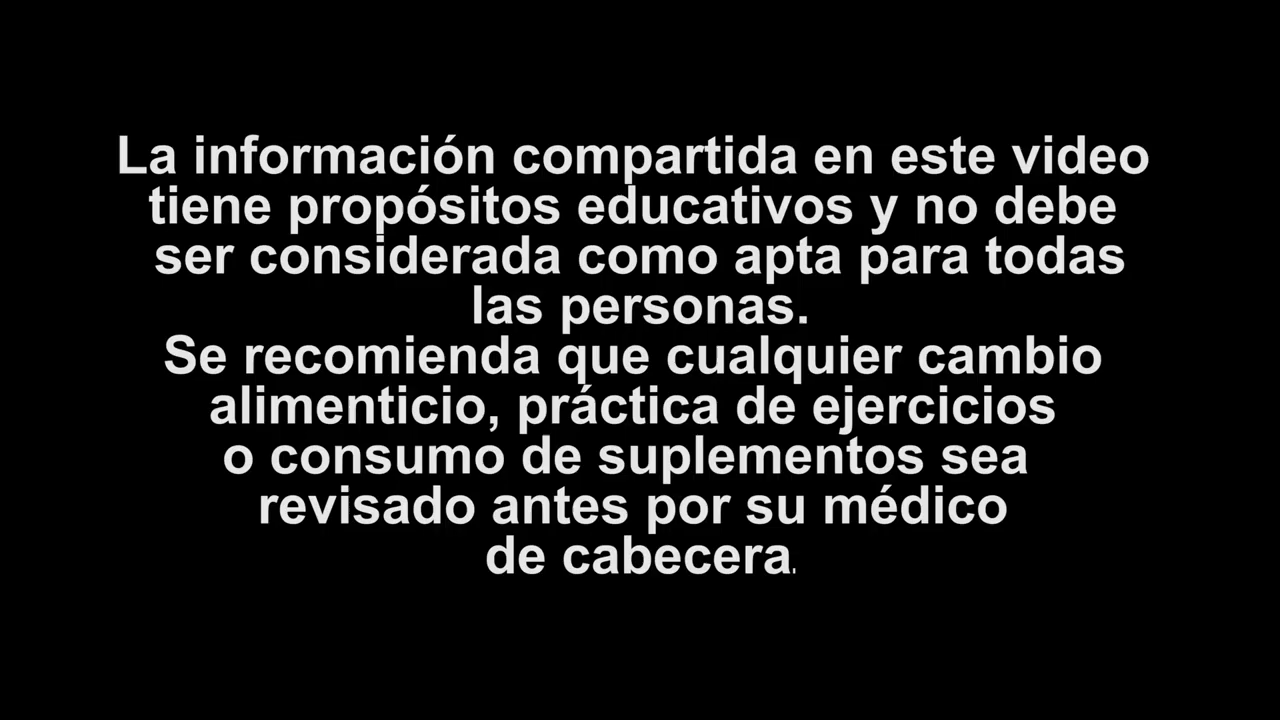 La información compartida en este video
tiene propósitos educativos y no debe
ser considerada como apta para todas
las personas.
Se recomienda que cualquier cambio
alimenticio, práctica de ejercicios
o consumo de suplementos sea
revisado antes por su médico
de cabecera.